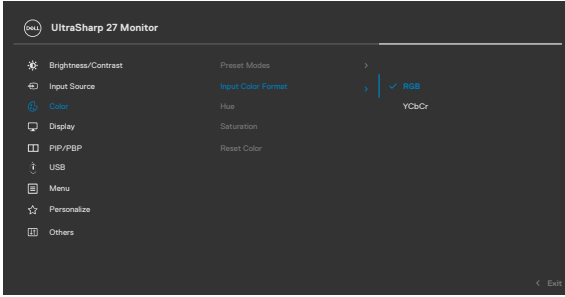 DELL UltraSharp 27 Monitor
Brightness/Contrast Preset Modes >
Input Source Input Color Format > ✓ RGB
Color Hue YCbCr
Display Saturation
PIP/PBP Reset Color
USB
Menu
Personalize
Others
< Exit